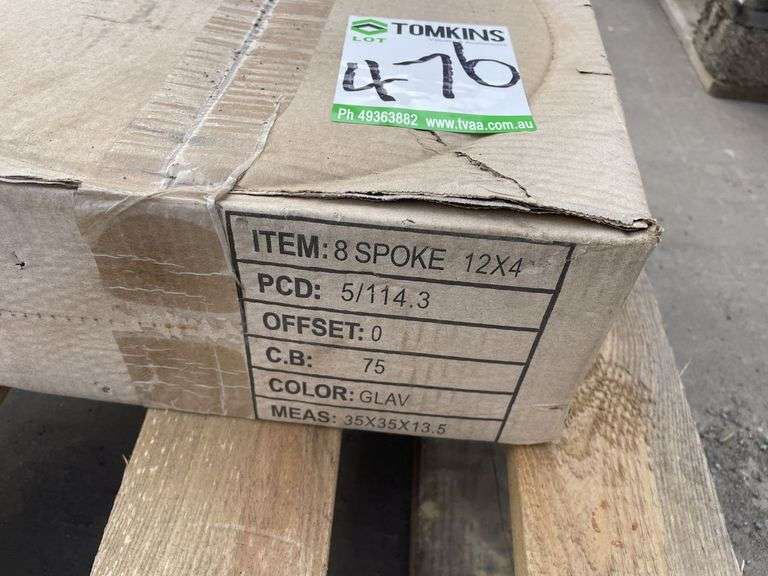 TOMKINS
LOT
476
Ph 49363882 www.tvaa.com.au
ITEM: 8 SPOKE 12X4
PCD: 5/114.3
OFFSET: 0
C.B: 75
COLOR: GLAV
MEAS: 35X35X13.5